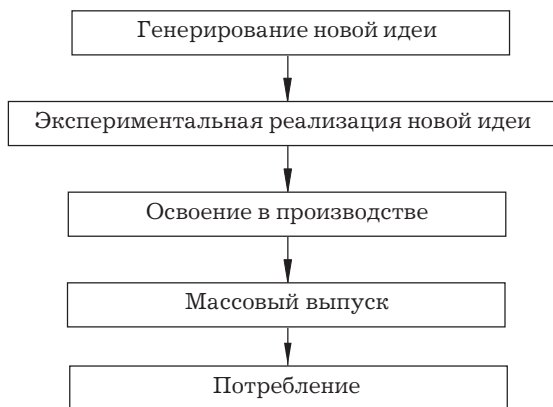 Генерирование новой идеи
Экспериментальная реализация новой идеи
Освоение в производстве
Массовый выпуск
Потребление